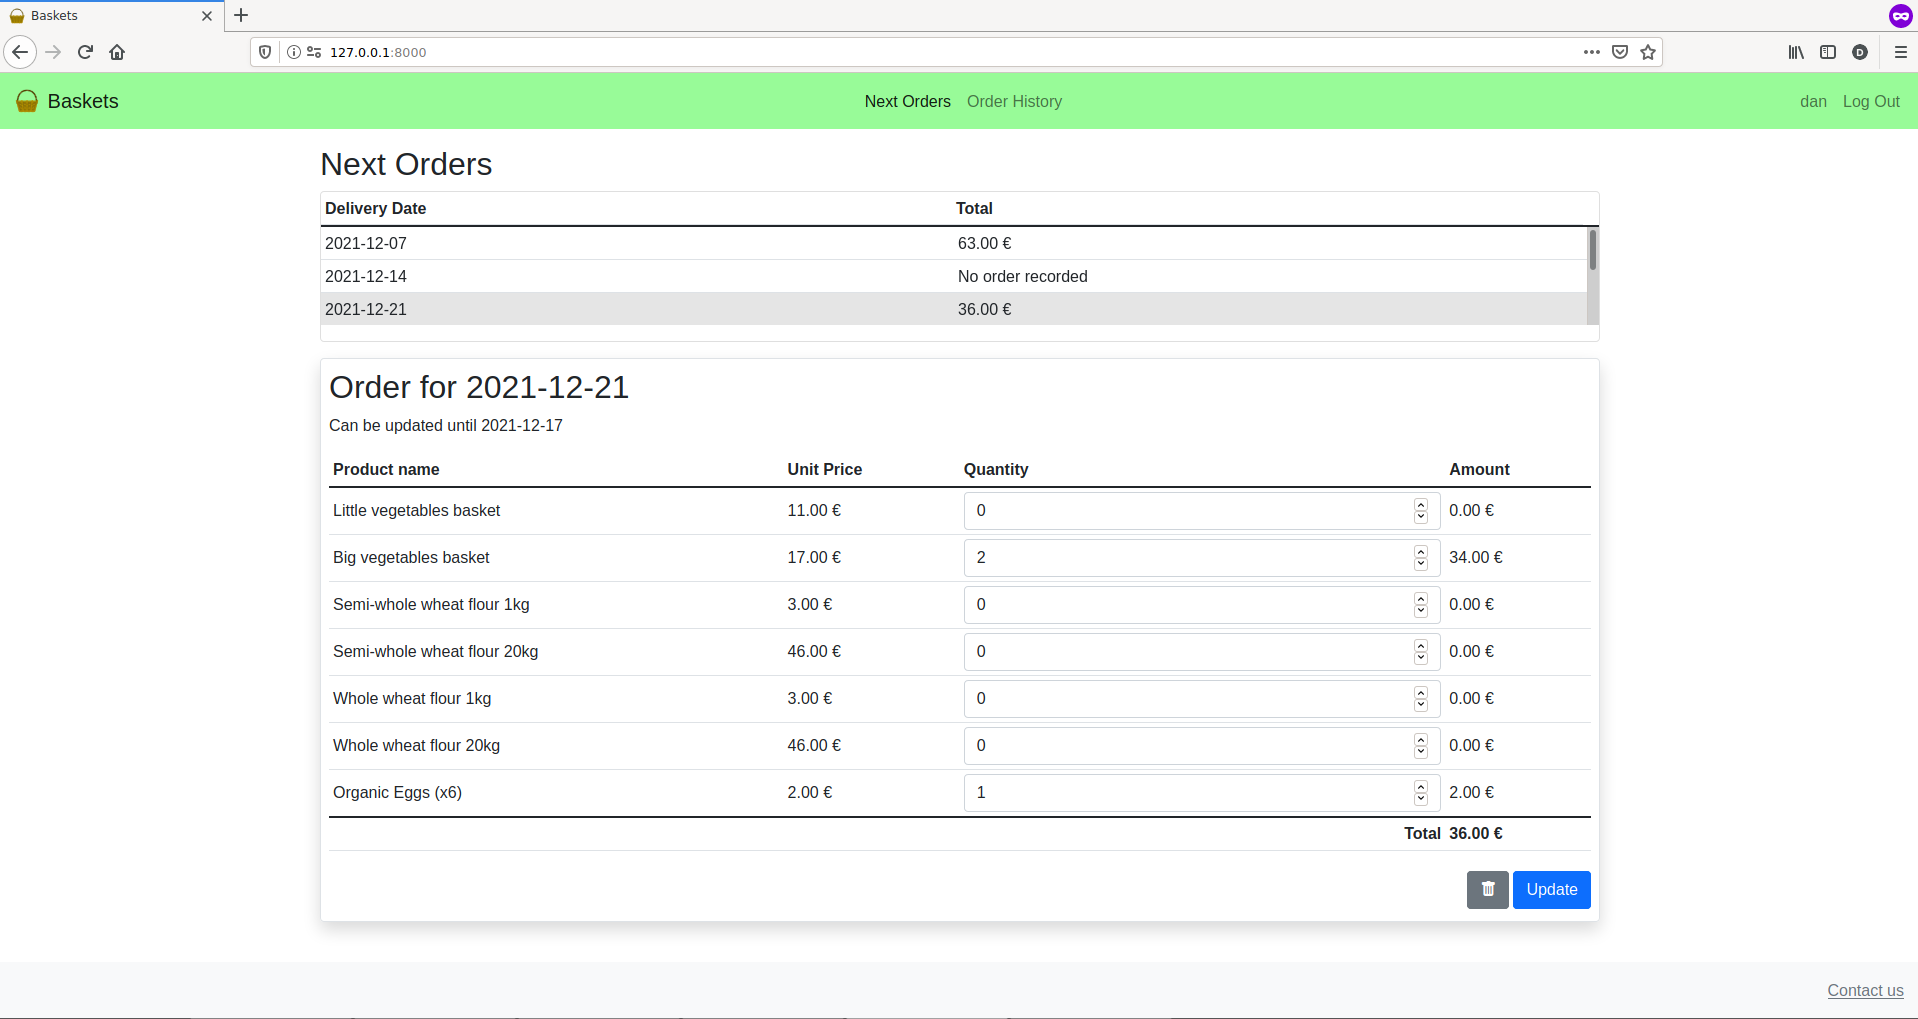 Baskets
127.0.0.1:8000
D
Baskets Next Orders Order History dan Log Out
Next Orders
Delivery Date Total
2021-12-07 63.00 €
2021-12-14 No order recorded
2021-12-21 36.00 €
Order for 2021-12-21
Can be updated until 2021-12-17
Product name Unit Price Quantity Amount
Little vegetables basket 11.00 € 0 0.00 €
Big vegetables basket 17.00 € 2 34.00 €
Semi-whole wheat flour 1kg 3.00 € 0 0.00 €
Semi-whole wheat flour 20kg 46.00 € 0 0.00 €
Whole wheat flour 1kg 3.00 € 0 0.00 €
Whole wheat flour 20kg 46.00 € 0 0.00 €
Organic Eggs (x6) 2.00 € 1 2.00 €
Total 36.00 €
Update
Contact us